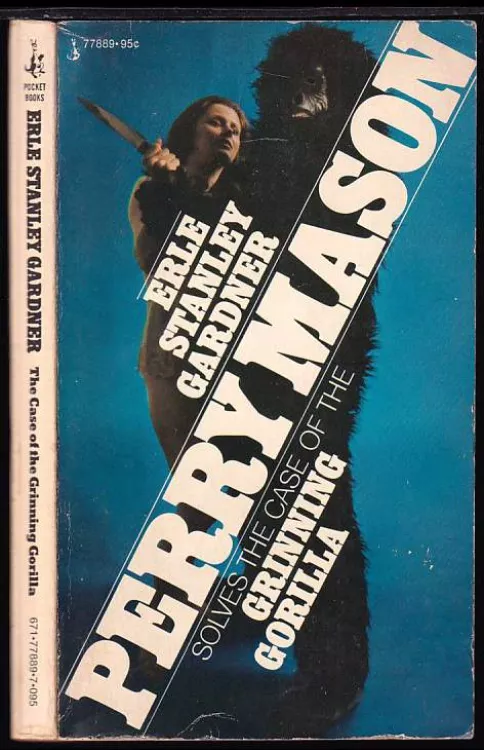 POCKET
BOOKS
ERLE STANLEY GARDNER
The Case of the Grinning Gorilla
671•77889•7•095
77889•95¢
ERLE
STANLEY
GARDNER
PERRY MASON
SOLVES THE CASE OF THE
GRINNING
GORILLA